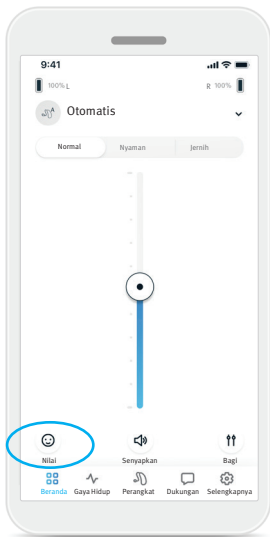 9:41
100% L
R 100%
Otomatis
Normal Nyaman Jernih
Nilai Senyapkan Bagi
Beranda Gaya Hidup Perangkat Dukungan Selengkapnya